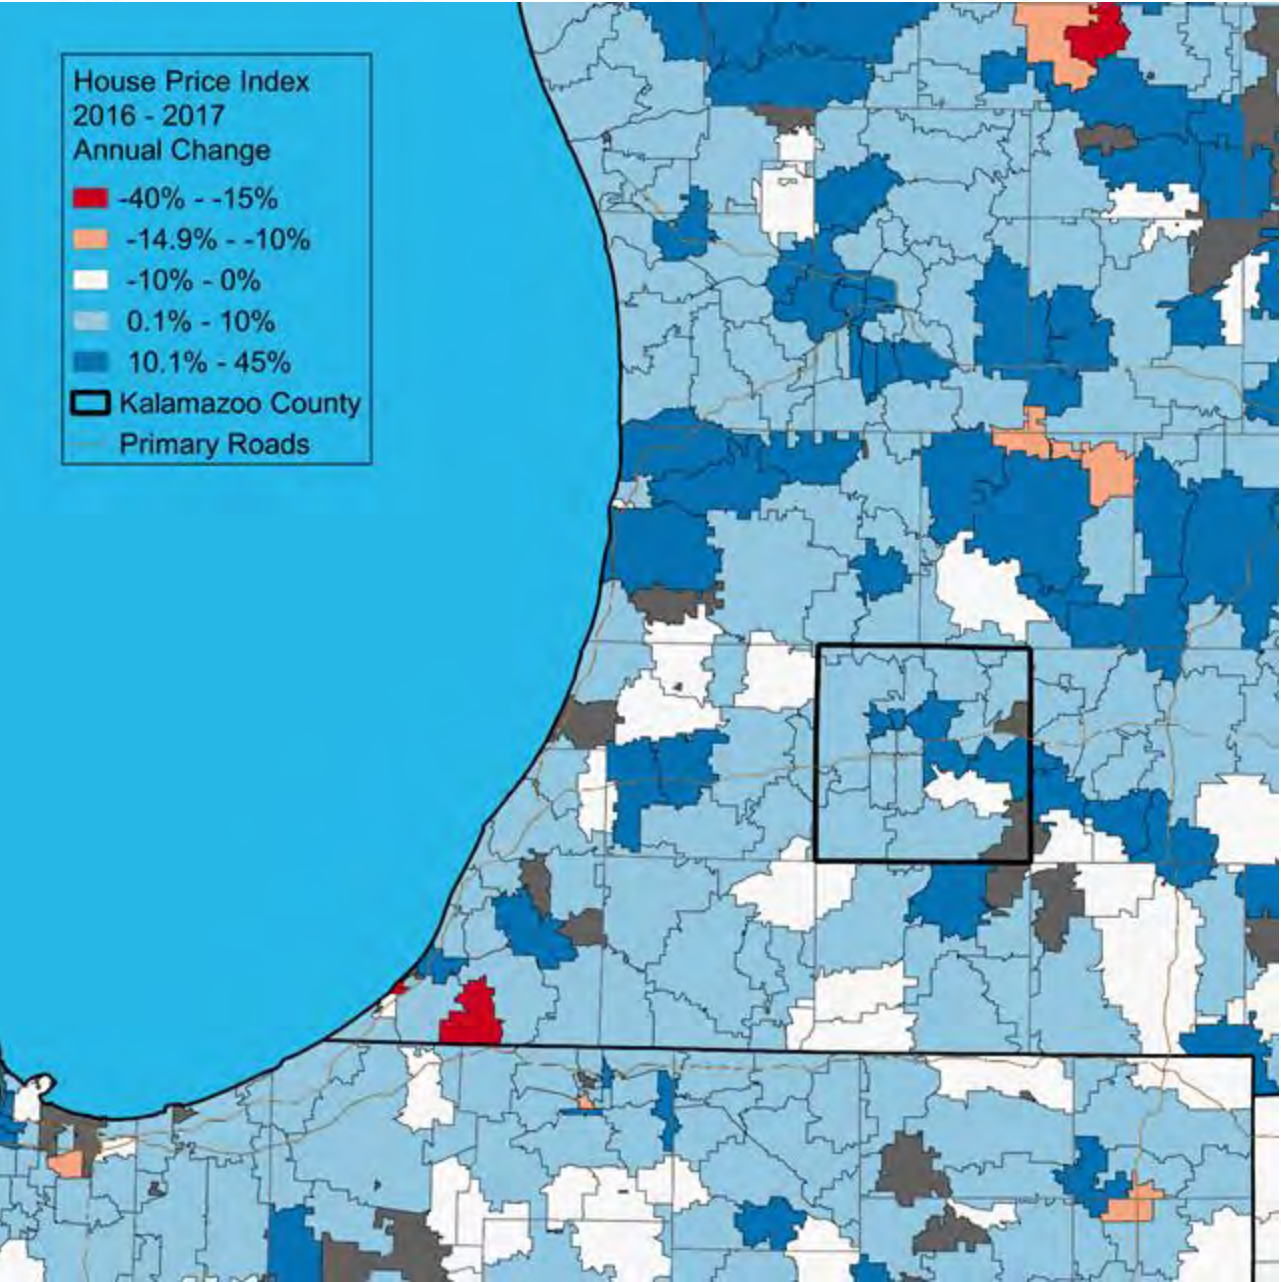 House Price Index
2016 - 2017
Annual Change
-40% - -15%
-14.9% - -10%
-10% - 0%
0.1% - 10%
10.1% - 45%
Kalamazoo County
Primary Roads